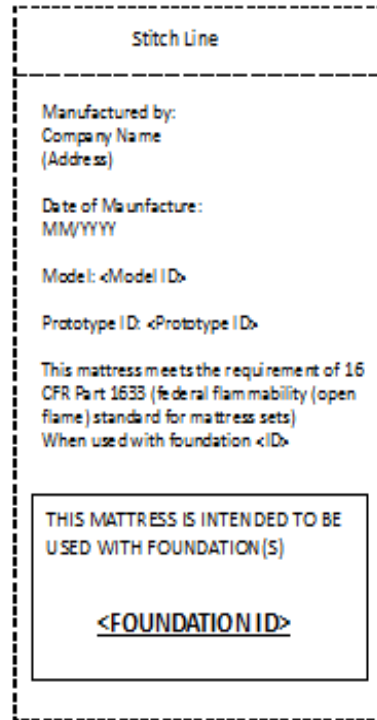 Stitch Line
Manufactured by:
Company Name
(Address)
Date of Maunfacture:
MM/YYYY
Model: <Model ID>
Prototype ID: <Prototype ID>
This mattress meets the requirement of 16
CFR Part 1633 (federal flammability (open
flame) standard for mattress sets)
When used with foundation <ID>
THIS MATTRESS IS INTENDED TO BE
USED WITH FOUNDATION(S)
<FOUNDATION ID>